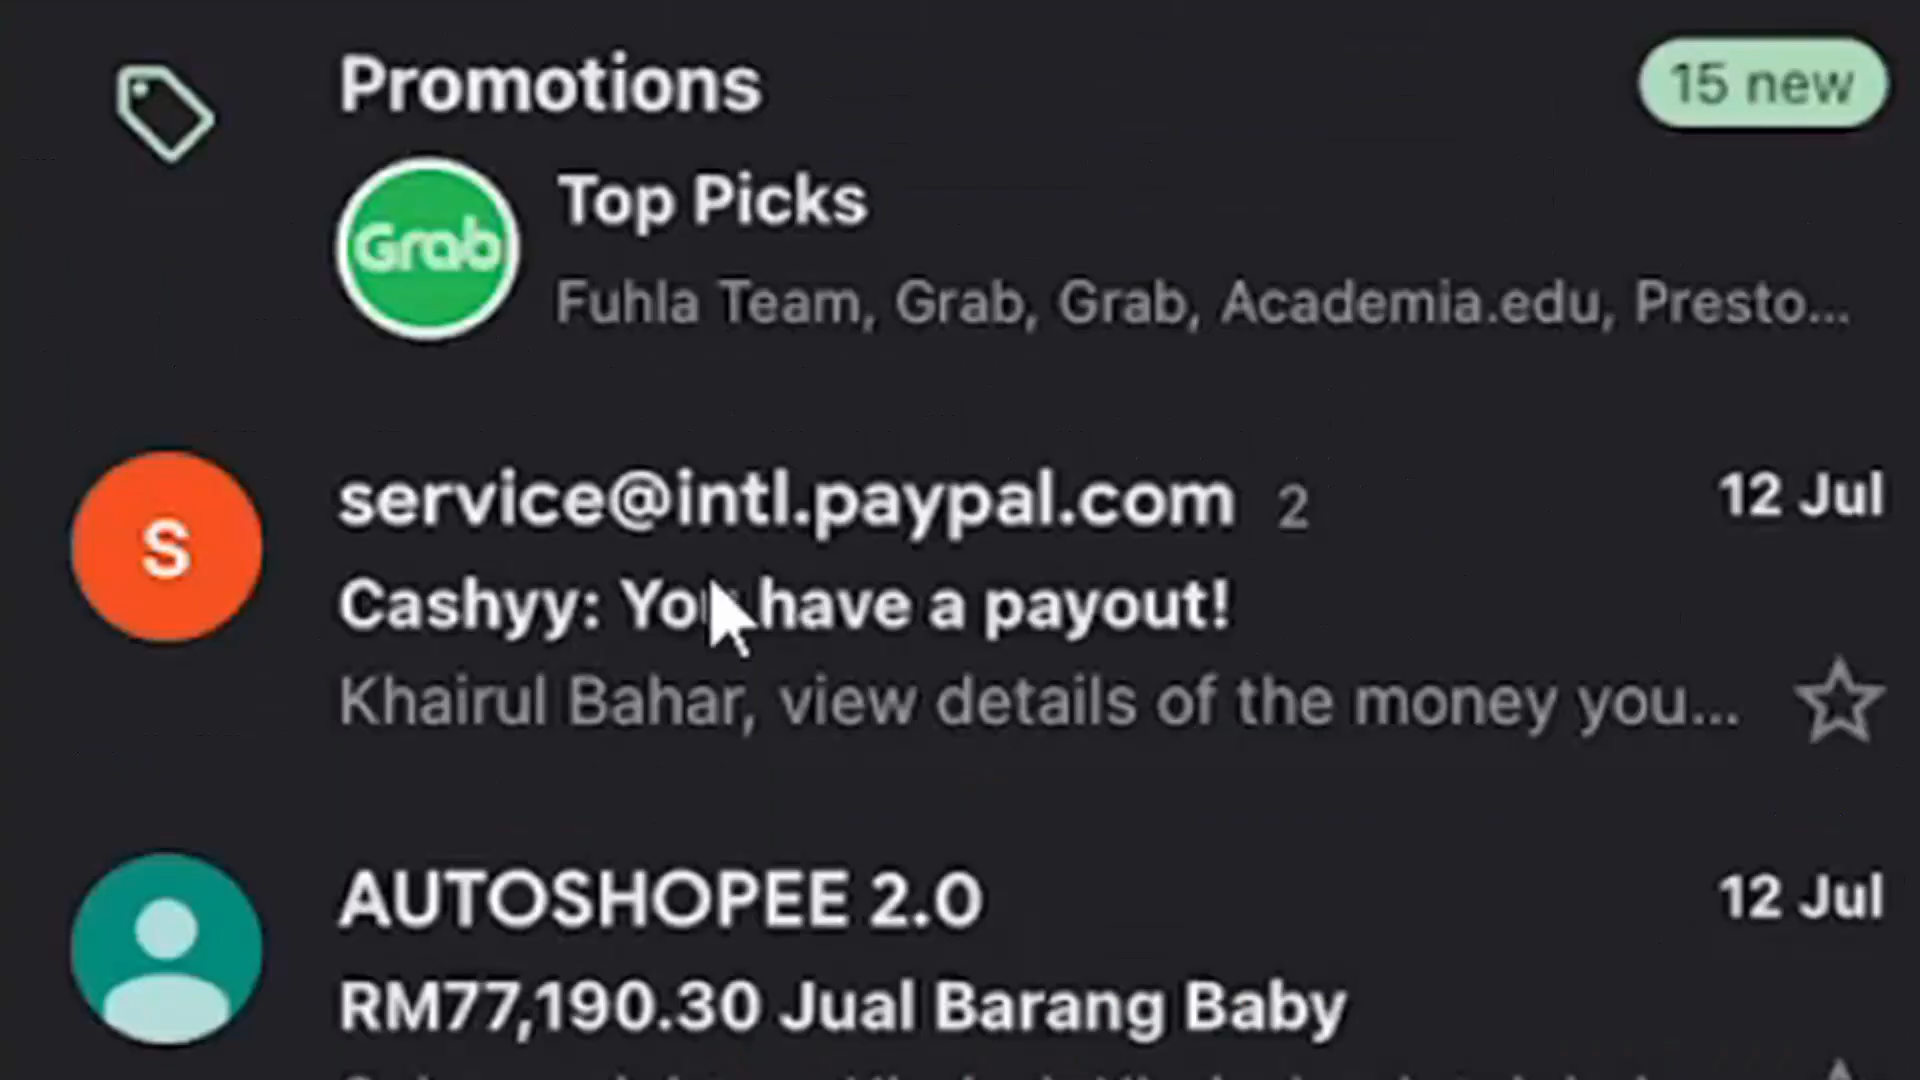 Promotions
15 new
Grab
Top Picks
Fuhla Team, Grab, Grab, Academia.edu, Presto...
S
service@intl.paypal.com 2
12 Jul
Cashyy: You have a payout!
Khairul Bahar, view details of the money you...
AUTOSHOPEE 2.0
12 Jul
RM77,190.30 Jual Barang Baby